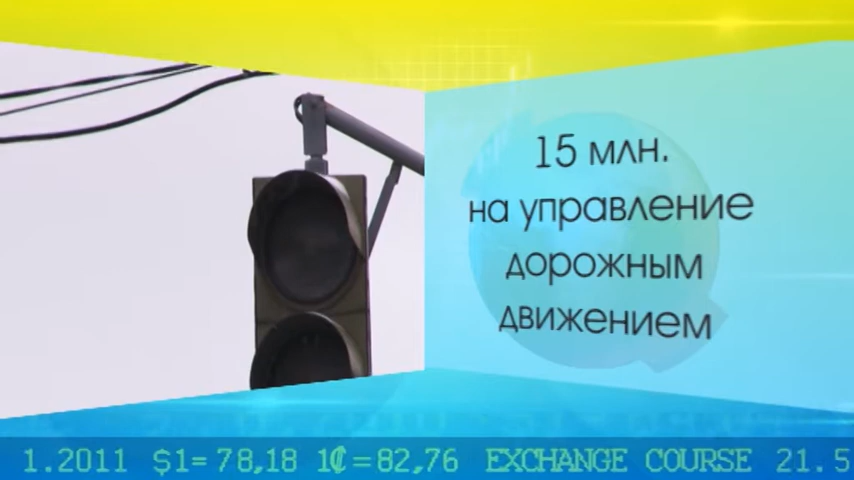 15 млн.
на управление
дорожным
движением
1.2011 $1=78,18 1₡=82,76 EXCHANGE COURSE 21.5